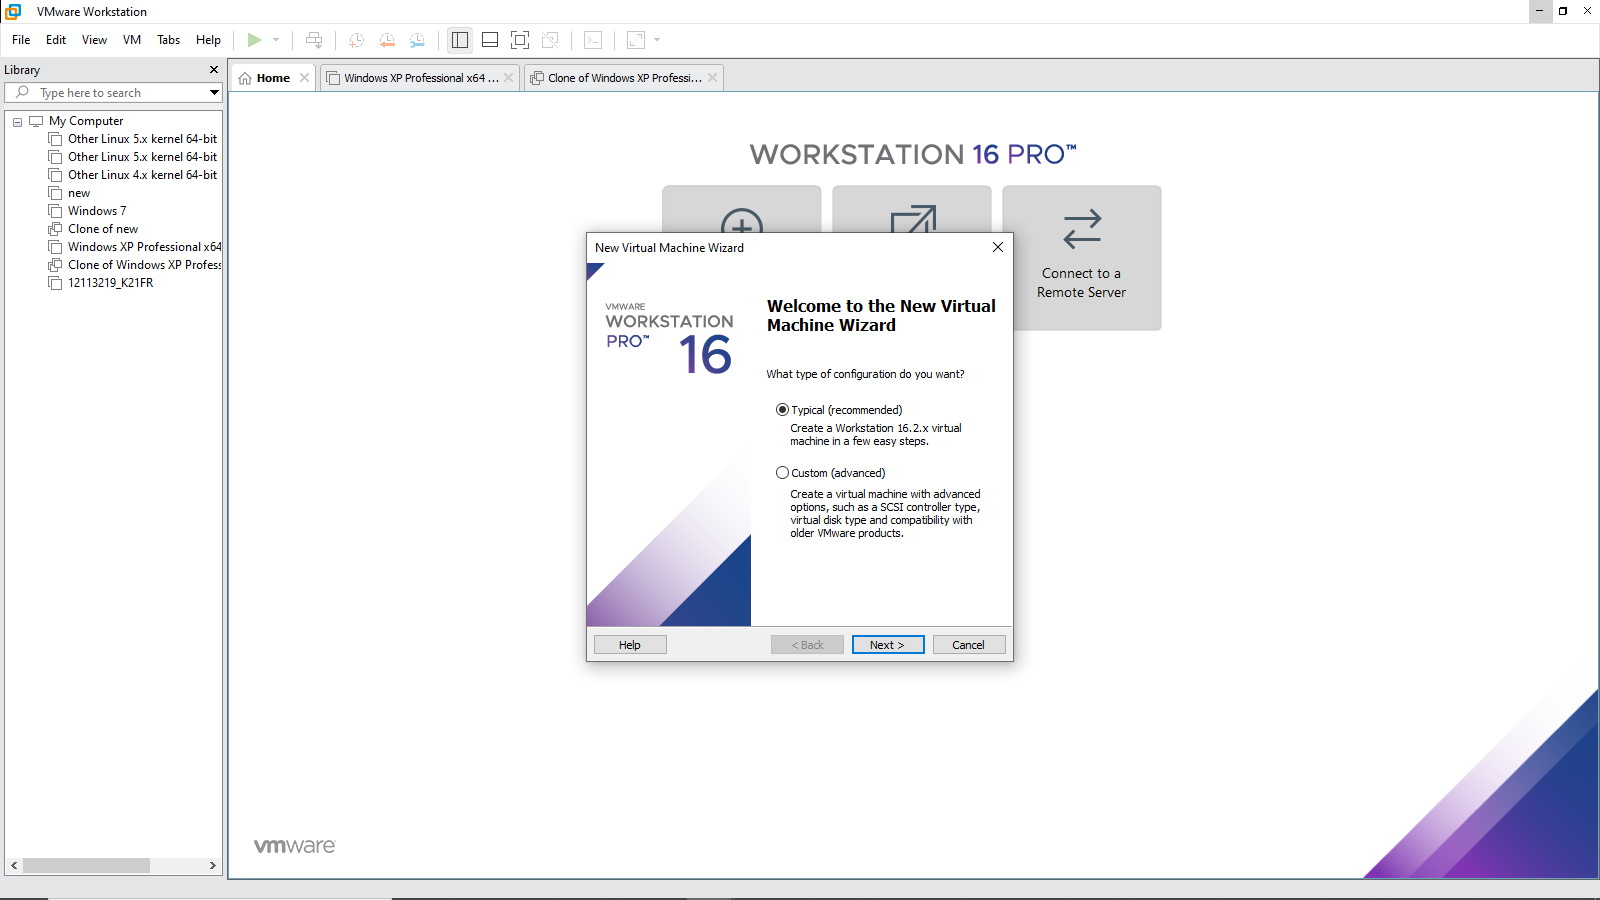 VMware Workstation
File Edit View VM Tabs Help
Library
Type here to search
My Computer
Other Linux 5.x kernel 64-bit
Other Linux 5.x kernel 64-bit
Other Linux 4.x kernel 64-bit
new
Windows 7
Clone of new
Windows XP Professional x64
Clone of Windows XP Profess
12113219_K21FR
Home
Windows XP Professional x64 ...
Clone of Windows XP Professi...
WORKSTATION 16 PRO™
Connect to a
Remote Server
New Virtual Machine Wizard
VMWARE
WORKSTATION
PRO™ 16
Welcome to the New Virtual
Machine Wizard
What type of configuration do you want?
Typical (recommended)
Create a Workstation 16.2.x virtual
machine in a few easy steps.
Custom (advanced)
Create a virtual machine with advanced
options, such as a SCSI controller type,
virtual disk type and compatibility with
older VMware products.
Help
< Back
Next >
Cancel
vmware